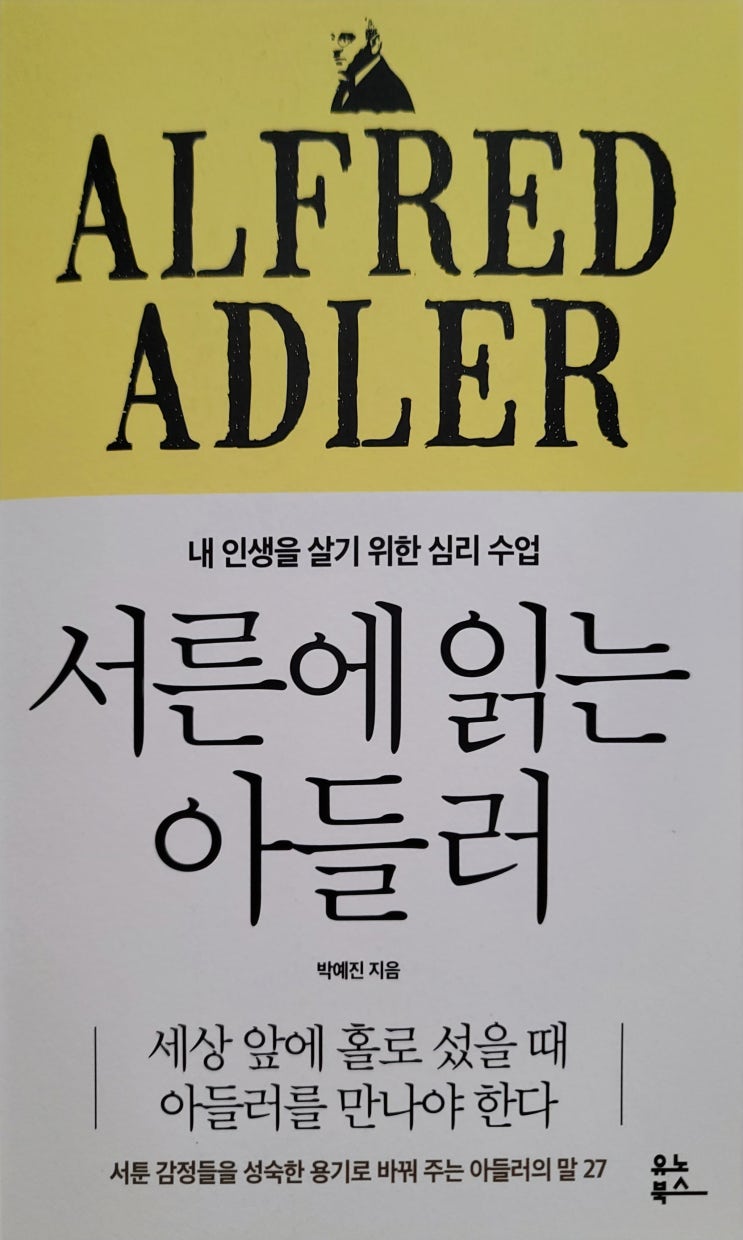 ALFRED
ADLER
내 인생을 살기 위한 심리 수업
서른에 읽는
아들러
박예진 지음
세상 앞에 홀로 섰을 때
아들러를 만나야 한다
서툰 감정들을 성숙한 용기로 바꿔 주는 아들러의 말 27
유노
북스